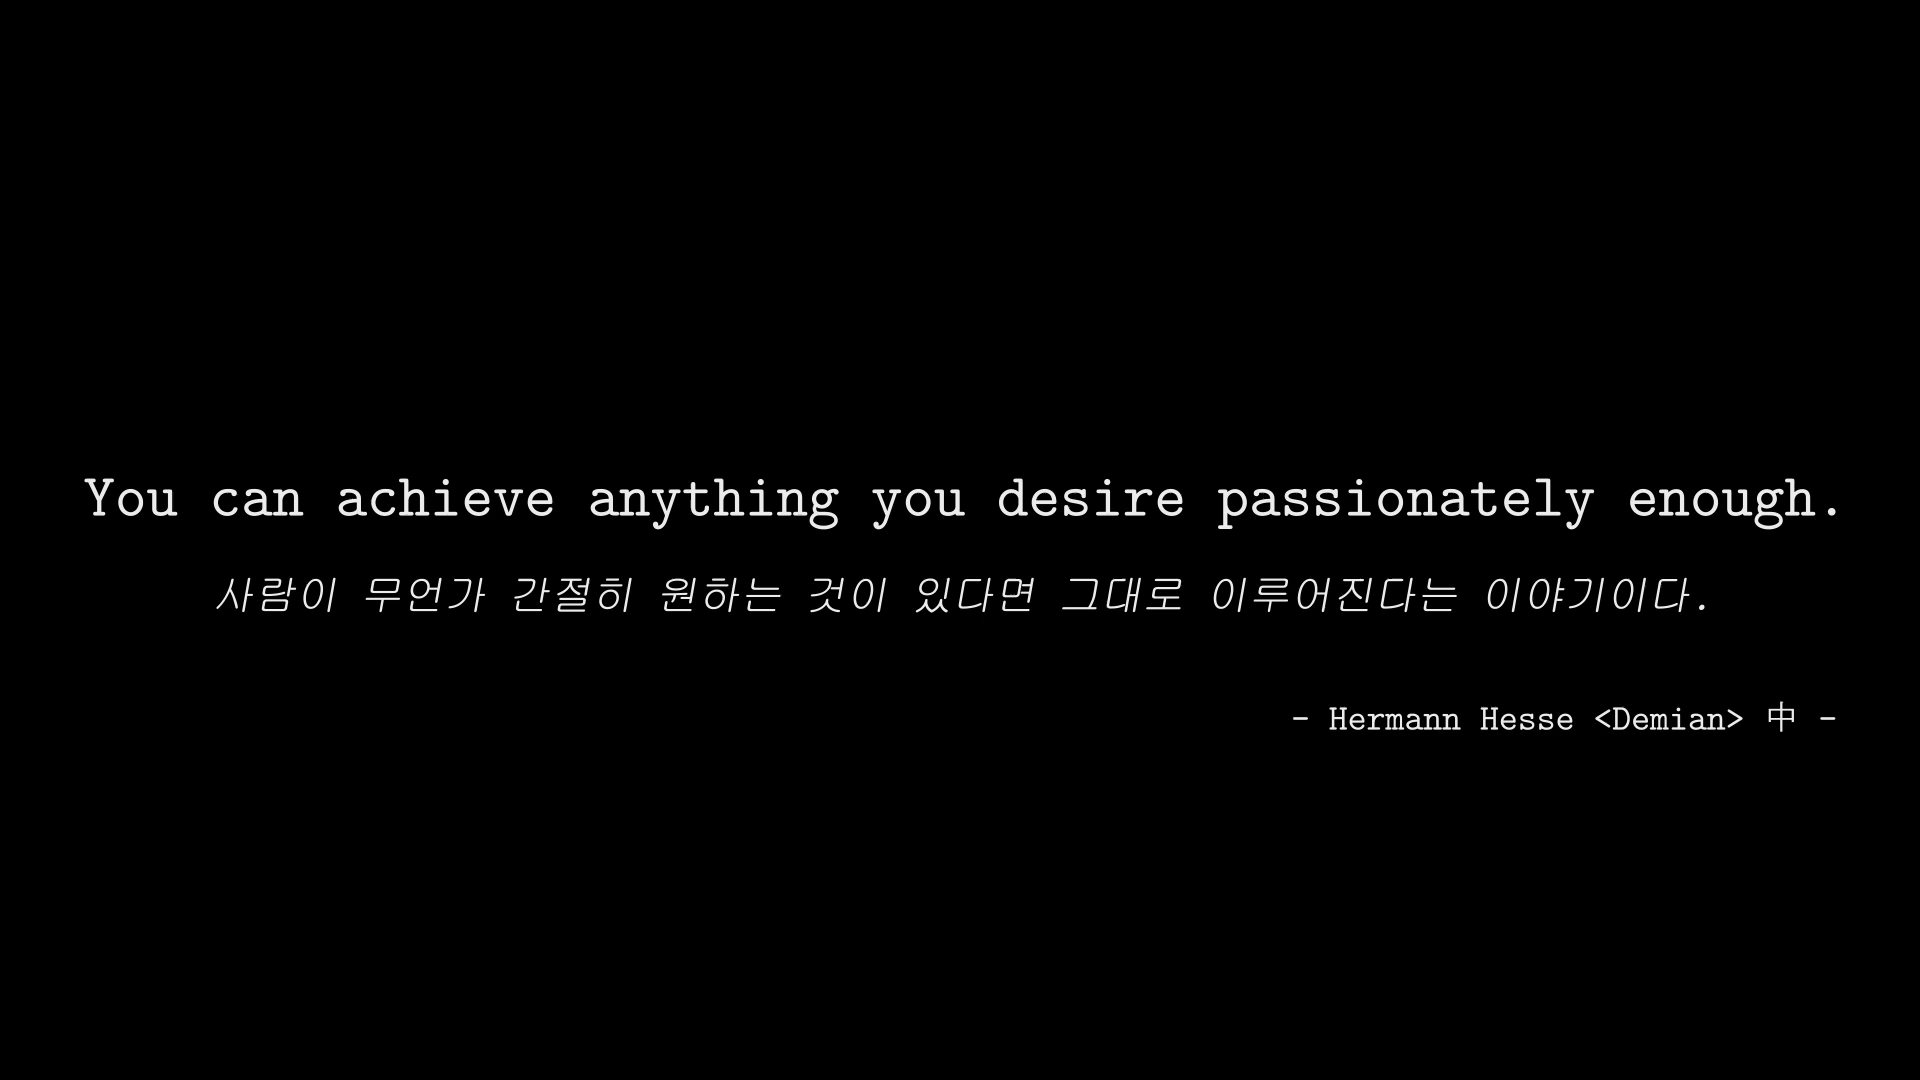 You can achieve anything you desire passionately enough.
사람이 무언가 간절히 원하는 것이 있다면 그대로 이루어진다는 이야기이다.
- Hermann Hesse <Demian> 中 -